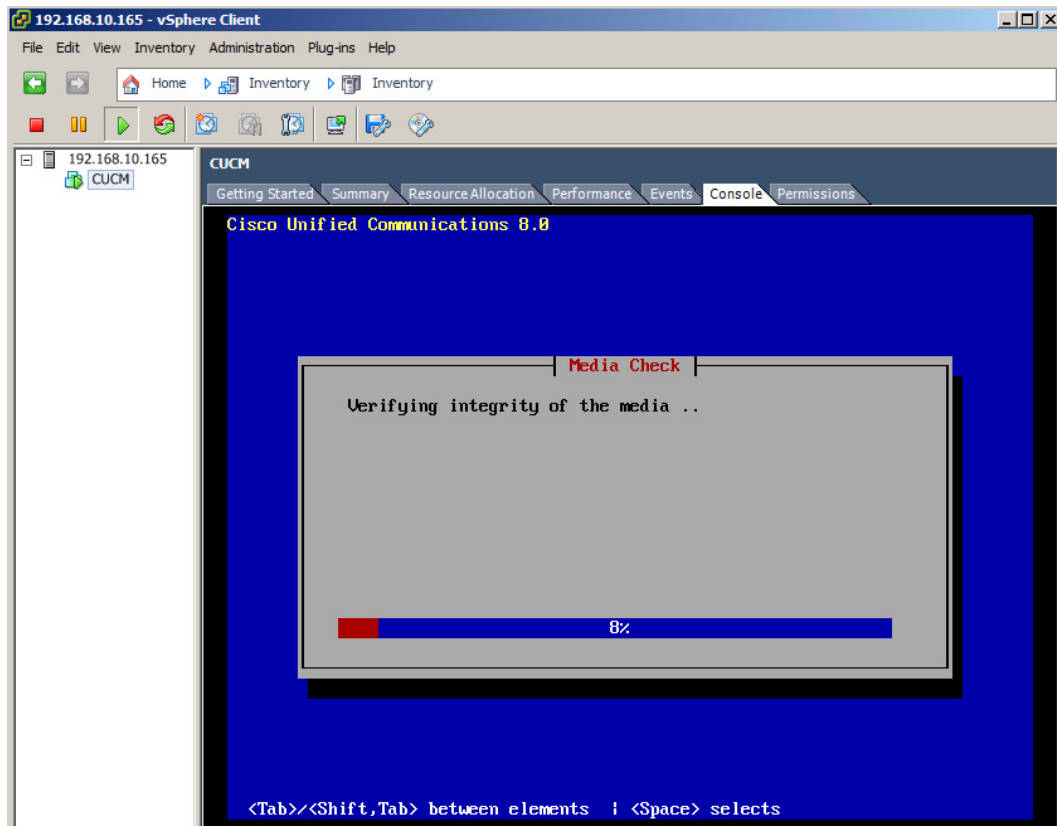 192.168.10.165 - vSphere Client
File Edit View Inventory Administration Plug-ins Help
Home Inventory Inventory
192.168.10.165
CUCM
CUCM
Getting Started Summary Resource Allocation Performance Events Console Permissions
Cisco Unified Communications 8.0
Media Check
Verifying integrity of the media ..
8%
<Tab>/<Shift,Tab> between elements | <Space> selects